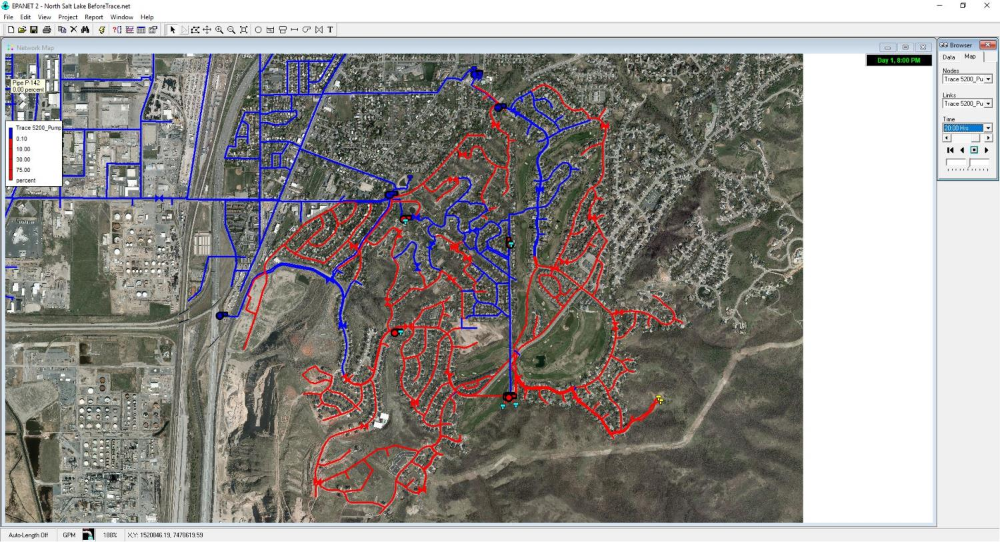 EPANET 2 - North Salt Lake BeforeTrace.net
File Edit View Project Report Window Help
T
Network Map
Browser
Data Map
Day 1, 8:00 PM
Nodes
Trace 5200_Pu
Links
Trace 5200_Pu
Time
20:00 Hrs
Pipe P-142
0.00 percent
Trace 5200_Pump
0.10
10.00
30.00
75.00
percent
Auto-Length Off GPM 188% X,Y: 1520846.19, 7478619.59